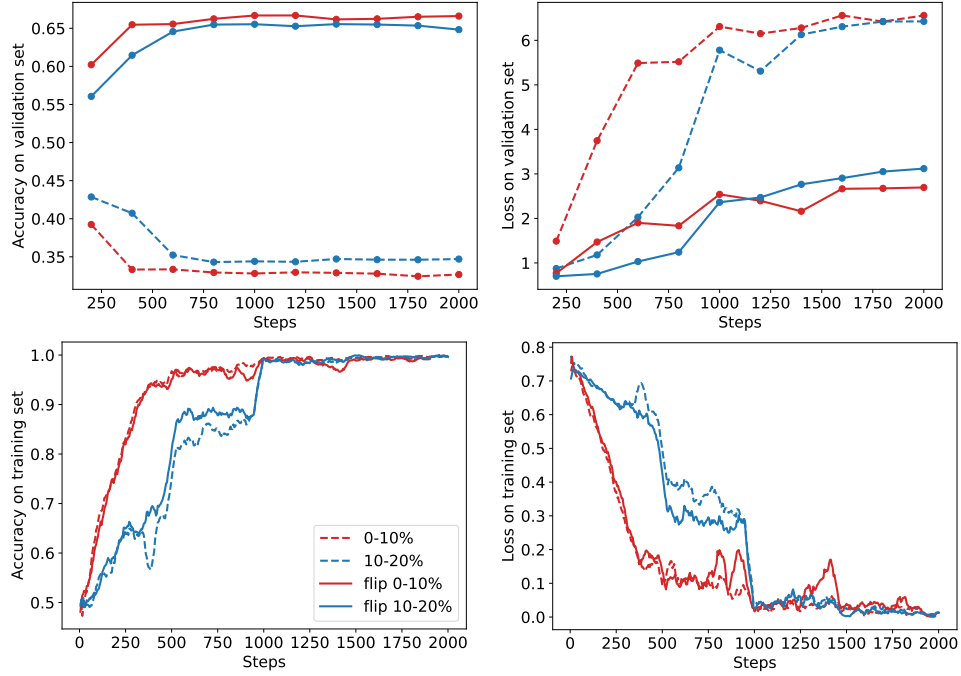 Accuracy on validation set
0.65
0.60
0.55
0.50
0.45
0.40
0.35
250 500 750 1000 1250 1500 1750 2000
Steps
Loss on validation set
6
5
4
3
2
1
250 500 750 1000 1250 1500 1750 2000
Steps
Accuracy on training set
1.0
0.9
0.8
0.7
0.6
0.5
0 250 500 750 1000 1250 1500 1750 2000
Steps
0-10%
10-20%
flip 0-10%
flip 10-20%
Loss on training set
0.8
0.7
0.6
0.5
0.4
0.3
0.2
0.1
0.0
0 250 500 750 1000 1250 1500 1750 2000
Steps